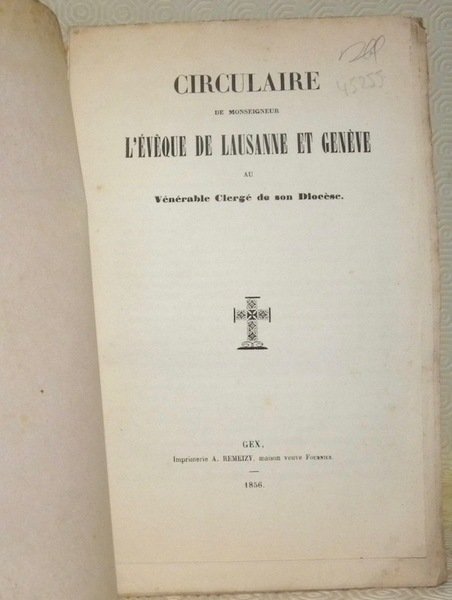 45255
CIRCULAIRE
DE MONSEIGNEUR
L'ÉVÊQUE DE LAUSANNE ET GENÈVE
AU
Vénérable Clergé de son Diocèse.
GEX,
Imprimerie A. REMEIZY, maison veuve FOURNIER.
1856.